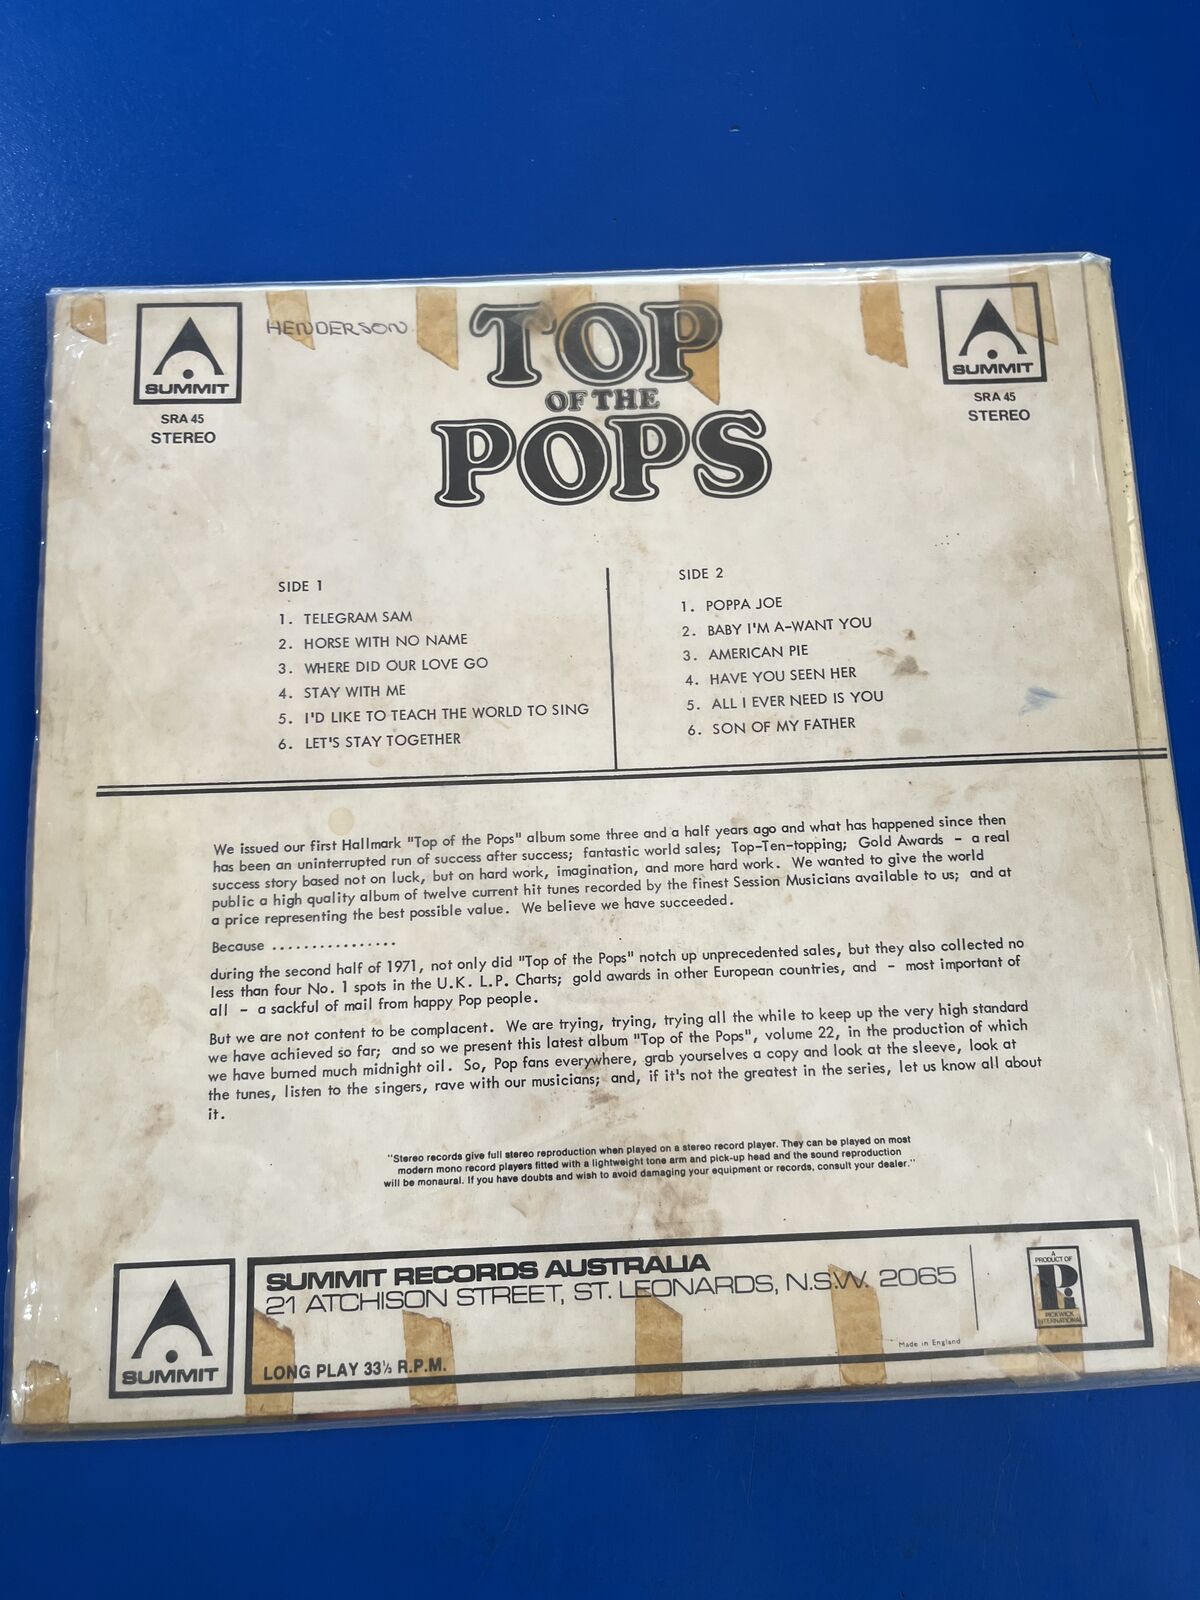 SUMMIT
SRA 45
STEREO
HENDERSON
TOP
OF THE
POPS
SUMMIT
SRA 45
STEREO
SIDE 1
1. TELEGRAM SAM
2. HORSE WITH NO NAME
3. WHERE DID OUR LOVE GO
4. STAY WITH ME
5. I'D LIKE TO TEACH THE WORLD TO SING
6. LET'S STAY TOGETHER
SIDE 2
1. POPPA JOE
2. BABY I'M A-WANT YOU
3. AMERICAN PIE
4. HAVE YOU SEEN HER
5. ALL I EVER NEED IS YOU
6. SON OF MY FATHER
We issued our first Hallmark "Top of the Pops" album some three and a half years ago and what has happened since then
has been an uninterrupted run of success after success; fantastic world sales; Top-Ten-topping; Gold Awards - a real
success story based not on luck, but on hard work, imagination, and more hard work. We wanted to give the world
public a high quality album of twelve current hit tunes recorded by the finest Session Musicians available to us; and at
a price representing the best possible value. We believe we have succeeded.
Because ................
during the second half of 1971, not only did "Top of the Pops" notch up unprecedented sales, but they also collected no
less than four No. 1 spots in the U.K. L.P. Charts; gold awards in other European countries, and - most important of
all - a sackful of mail from happy Pop people.
But we are not content to be complacent. We are trying, trying, trying all the while to keep up the very high standard
we have achieved so far; and so we present this latest album "Top of the Pops", volume 22, in the production of which
we have burned much midnight oil. So, Pop fans everywhere, grab yourselves a copy and look at the sleeve, look at
the tunes, listen to the singers, rave with our musicians; and, if it's not the greatest in the series, let us know all about
it.
"Stereo records give full stereo reproduction when played on a stereo record player. They can be played on most
modern mono record players fitted with a lightweight tone arm and pick-up head and the sound reproduction
will be monaural. If you have doubts and wish to avoid damaging your equipment or records, consult your dealer."
SUMMIT
SUMMIT RECORDS AUSTRALIA
21 ATCHISON STREET, ST. LEONARDS, N.S.W. 2065
LONG PLAY 33⅓ R.P.M.
Made in England
A
PRODUCT OF
PICKWICK
INTERNATIONAL